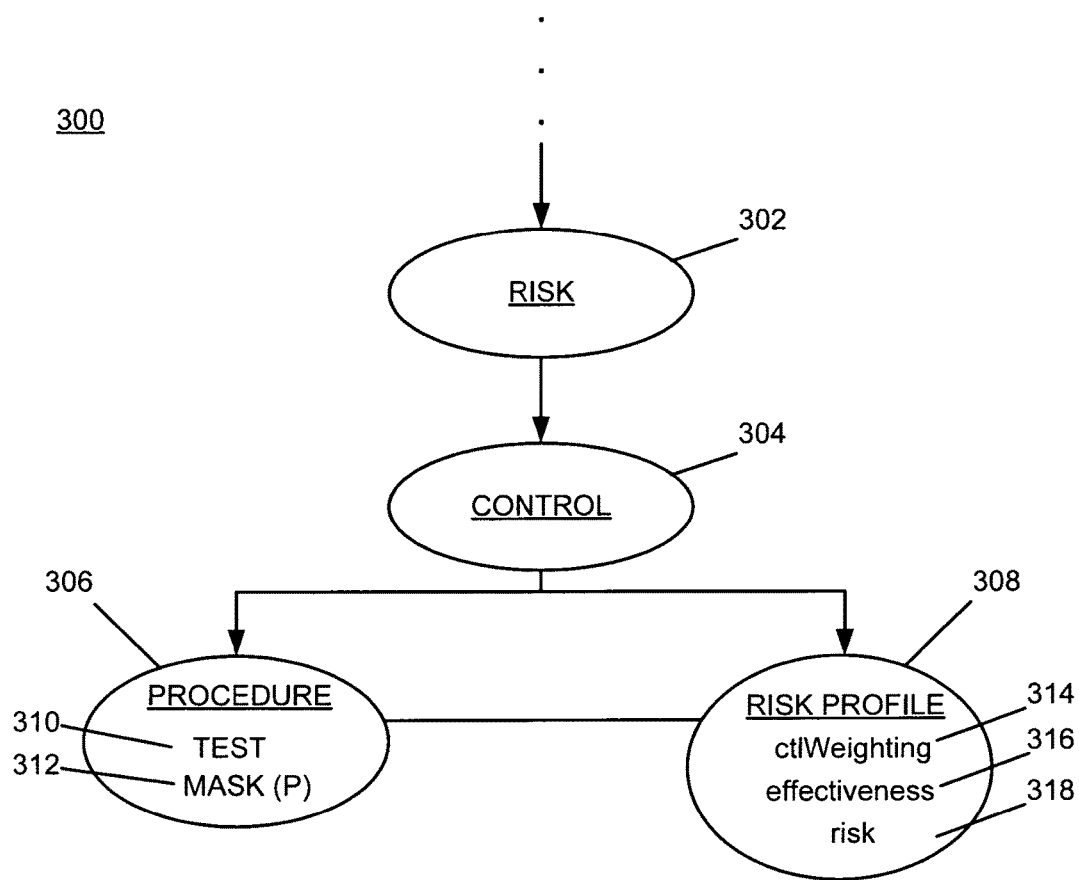 300
302
RISK
304
CONTROL
306
308
PROCEDURE
310
TEST
312
MASK (P)
RISK PROFILE
314
ctlWeighting
316
effectiveness
318
risk